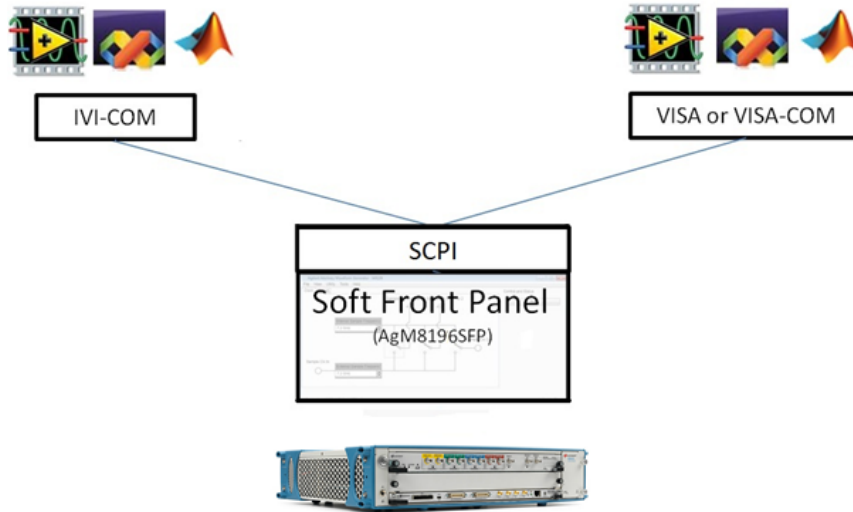 IVI-COM
VISA or VISA-COM
SCPI
Soft Front Panel
(AgM8196SFP)